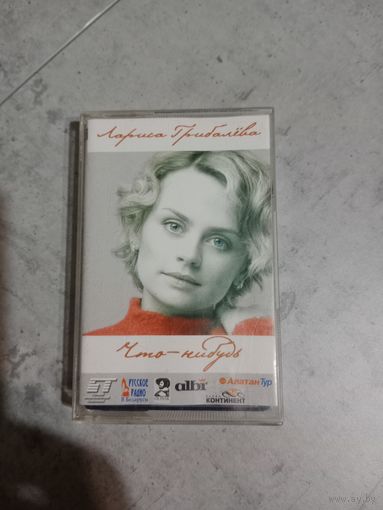 Лариса Грибалёва
Что-нибудь
РУССКОЕ
РАДИО
albi
АлатанТур
КОНТИНЕНТ
www.ay.by